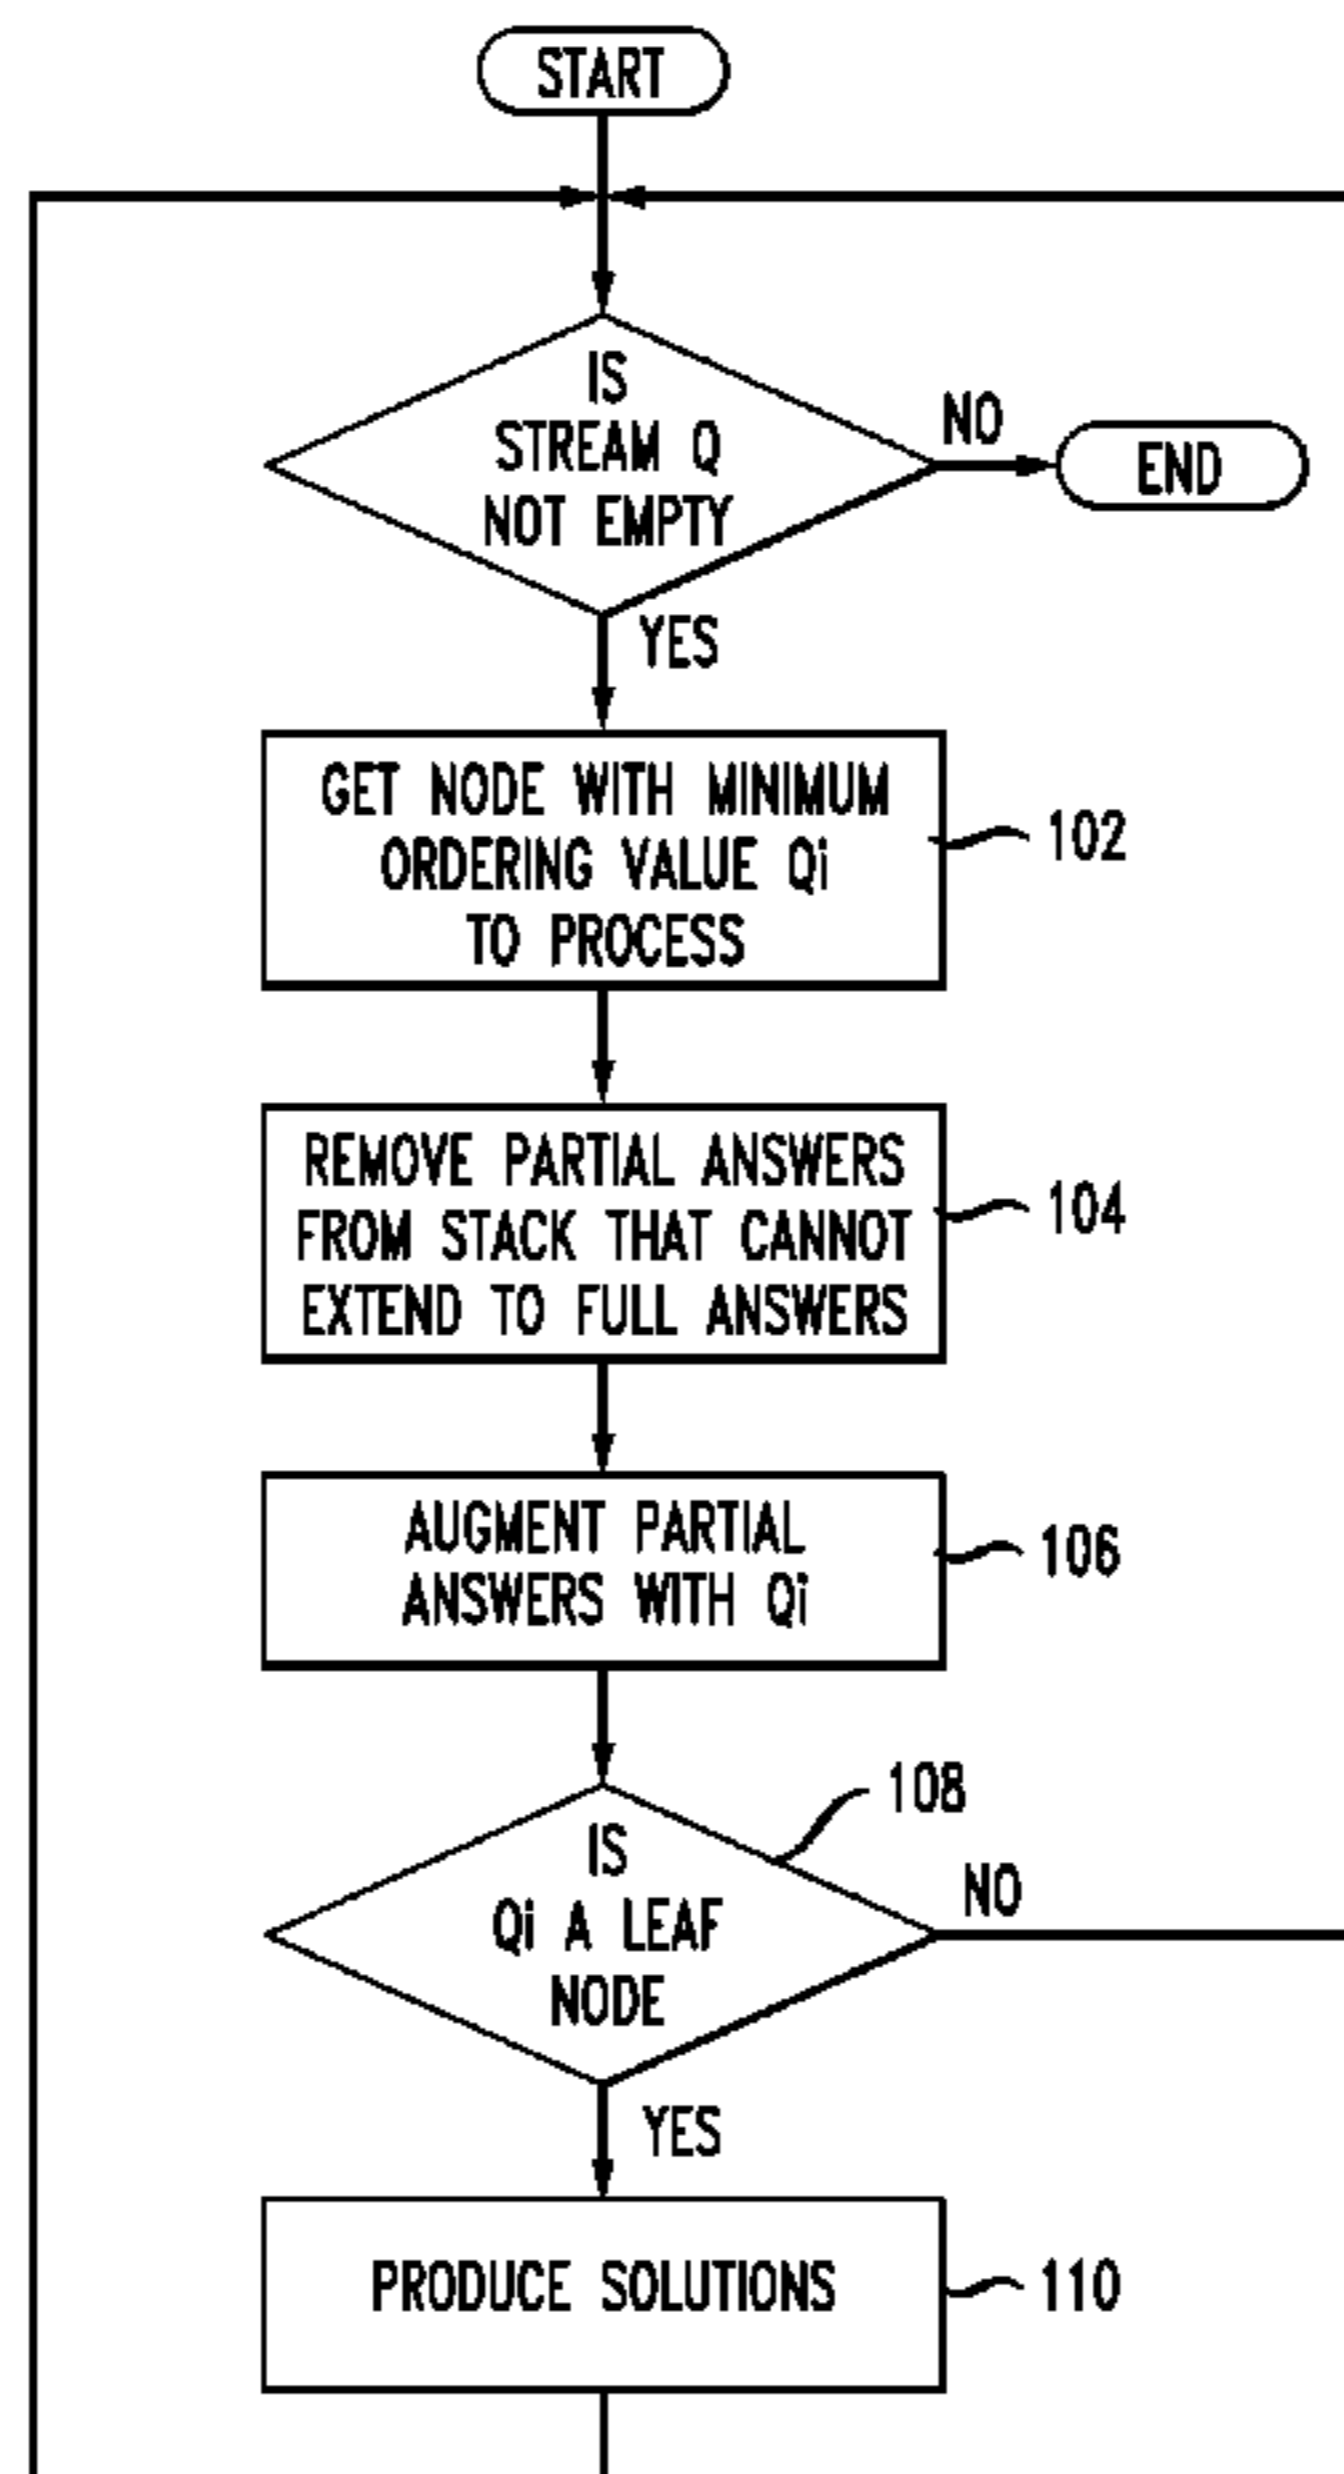 START
IS
STREAM Q
NOT EMPTY
NO
END
YES
GET NODE WITH MINIMUM
ORDERING VALUE Qi
TO PROCESS
102
REMOVE PARTIAL ANSWERS
FROM STACK THAT CANNOT
EXTEND TO FULL ANSWERS
104
AUGMENT PARTIAL
ANSWERS WITH Qi
106
108
IS
Qi A LEAF
NODE
NO
YES
PRODUCE SOLUTIONS
110